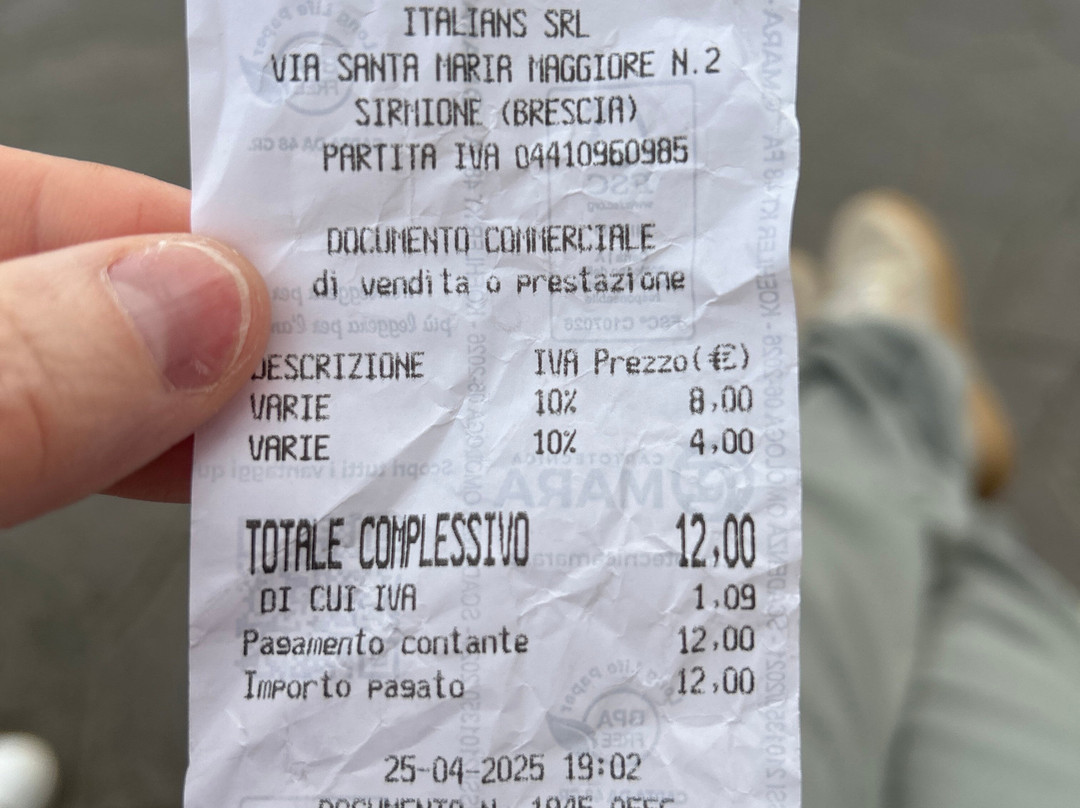 ITALIANS SRL
VIA SANTA MARIA MAGGIORE N.2
SIRMIONE (BRESCIA)
PARTITA IVA 04410960985
DOCUMENTO COMMERCIALE
di vendita o prestazione
DESCRIZIONE IVA Prezzo(€)
VARIE 10% 8,00
VARIE 10% 4,00
TOTALE COMPLESSIVO 12,00
DI CUI IVA 1,09
Pagamento contante 12,00
Importo pagato 12,00
25-04-2025 19:02
DOCUMENTO N.